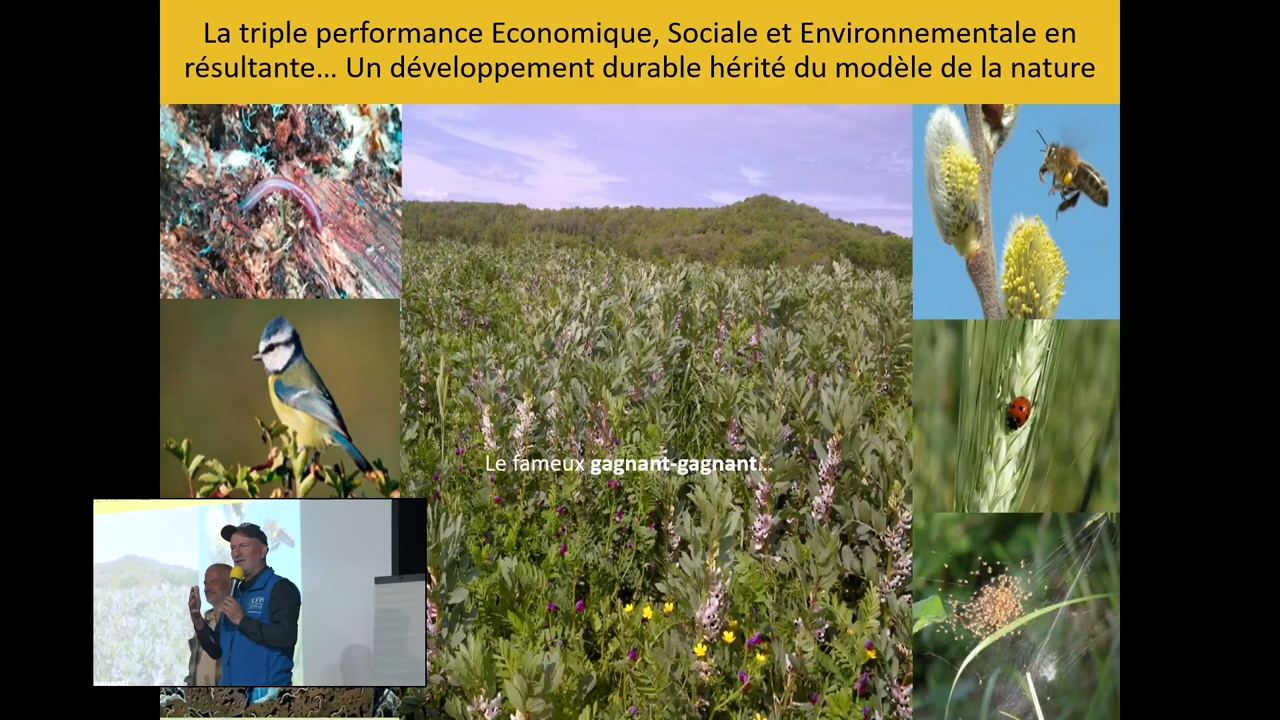 La triple performance Economique, Sociale et Environnementale en
résultante... Un développement durable hérité du modèle de la nature
Le fameux gagnant-gagnant...
LVH